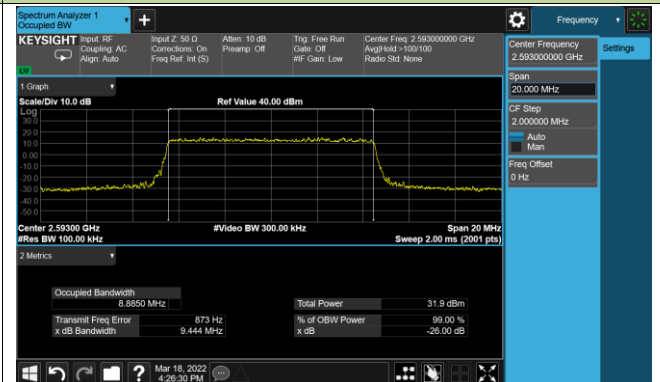 Spectrum Analyzer 1
Occupied BW
+
Frequency
KEYSIGHT
Input: RF
Coupling: AC
Align: Auto
Input Z: 50 Ω
Corrections: On
Freq Ref: Int (S)
Atten: 10 dB
Preamp: Off
Trig: Free Run
Gate: Off
#IF Gain: Low
Center Freq: 2.593000000 GHz
Avg|Hold:>100/100
Radio Std: None
Center Frequency
2.593000000 GHz
Settings
Span
20.000 MHz
CF Step
2.000000 MHz
Auto
Man
Freq Offset
0 Hz
1 Graph
Scale/Div 10.0 dB
Ref Value 40.00 dBm
Log
30.0
20.0
10.0
0.00
-10.0
-20.0
-30.0
-40.0
-50.0
Center 2.59300 GHz
#Video BW 300.00 kHz
Span 20 MHz
#Res BW 100.00 kHz
Sweep 2.00 ms (2001 pts)
2 Metrics
Occupied Bandwidth
8.8850 MHz
Total Power
31.9 dBm
Transmit Freq Error
873 Hz
% of OBW Power
99.00 %
x dB Bandwidth
9.444 MHz
x dB
-26.00 dB
?
Mar 18, 2022
4:26:30 PM